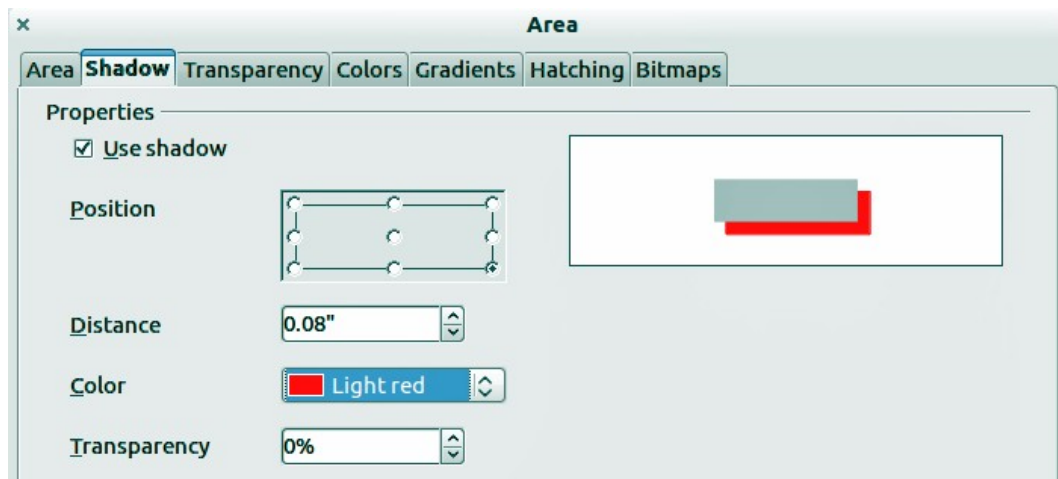 Area
Area Shadow Transparency Colors Gradients Hatching Bitmaps
Properties
Use shadow
Position
Distance
0.08"
Color
Light red
Transparency
0%